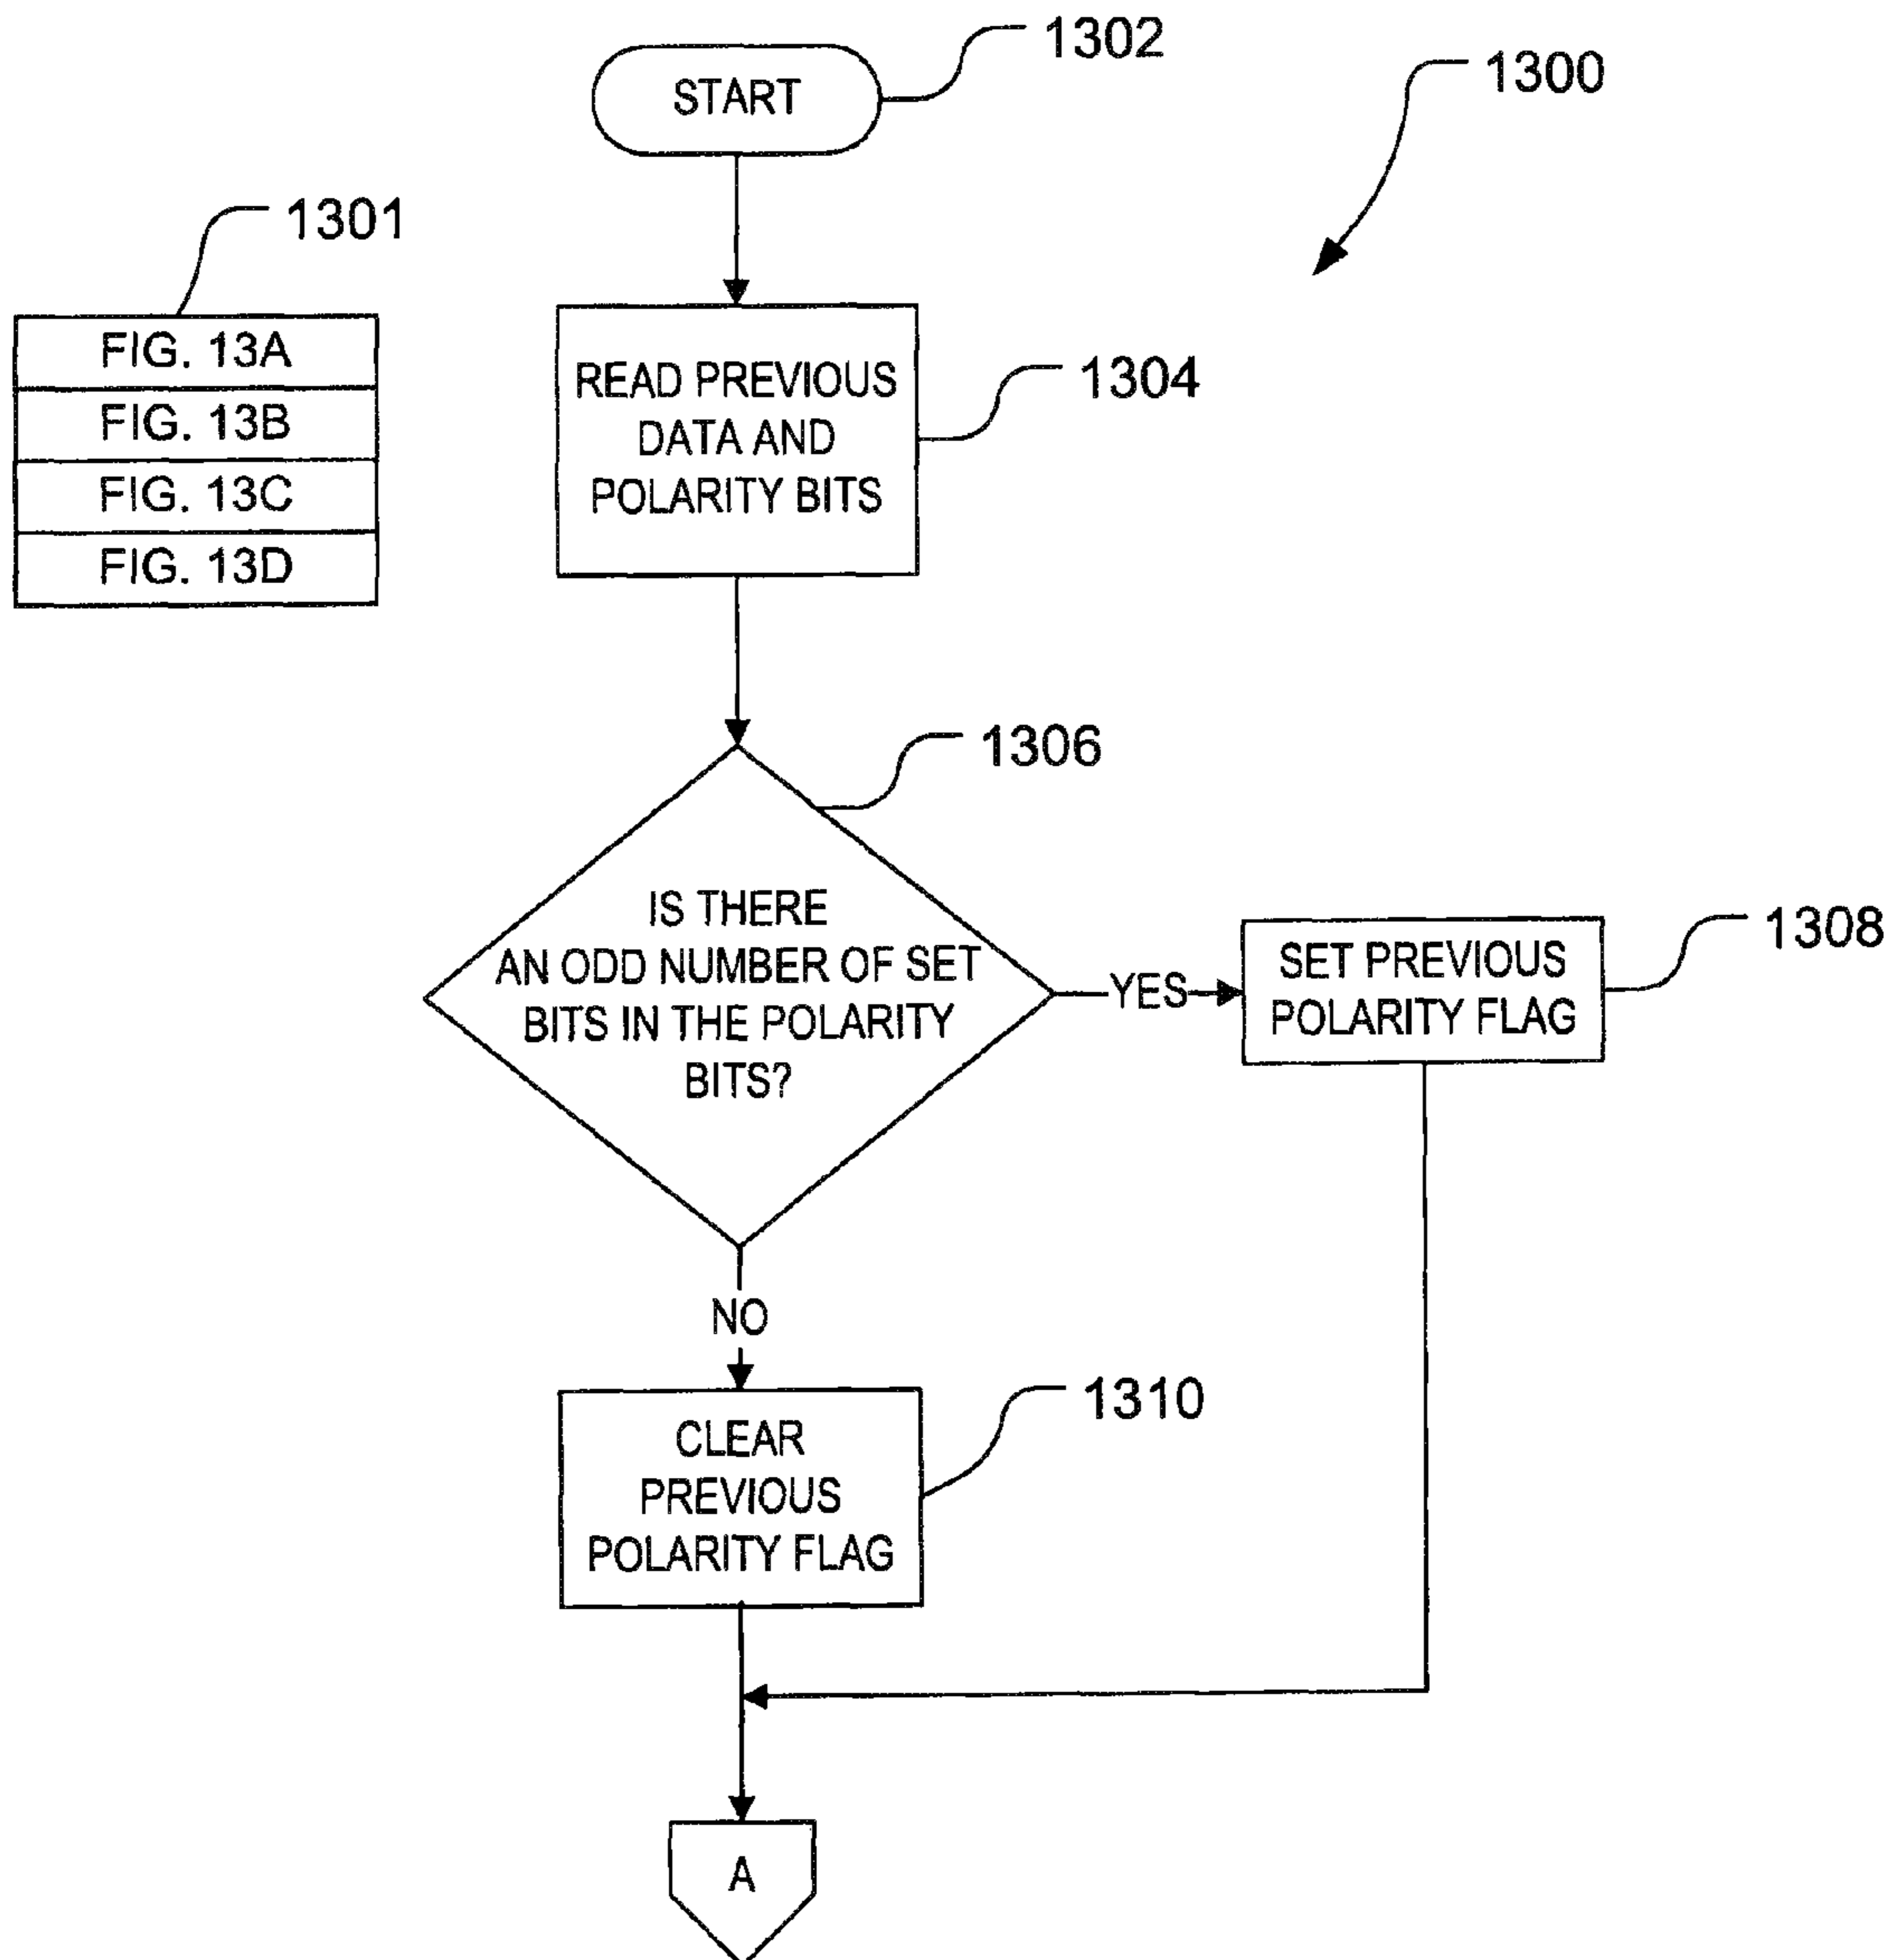 1302
START
1300
1301
FIG. 13A
FIG. 13B
FIG. 13C
FIG. 13D
READ PREVIOUS
DATA AND
POLARITY BITS
1304
1306
IS THERE
AN ODD NUMBER OF SET
BITS IN THE POLARITY
BITS?
YES
SET PREVIOUS
POLARITY FLAG
1308
NO
CLEAR
PREVIOUS
POLARITY FLAG
1310
A